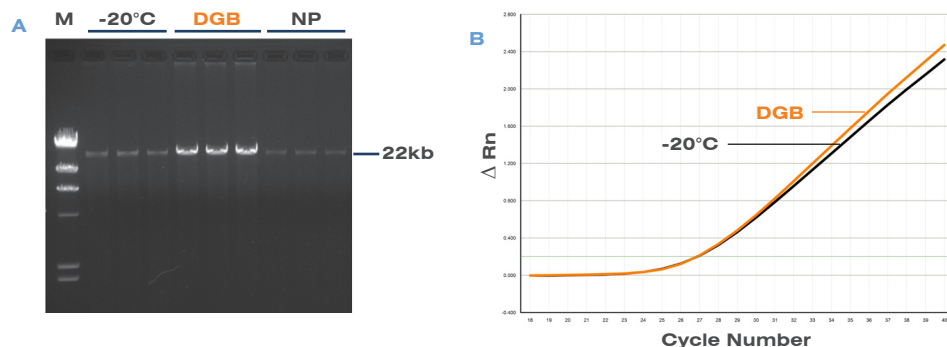 A
M -20°C DGB NP
22kb
B
2.800
2.400
2.000
1.600
1.200
0.800
0.400
0.000
-0.400
Δ Rn
DGB
-20°C
18 19 20 21 22 23 24 25 26 27 28 29 30 31 32 33 34 35 36 37 38 39 40
Cycle Number